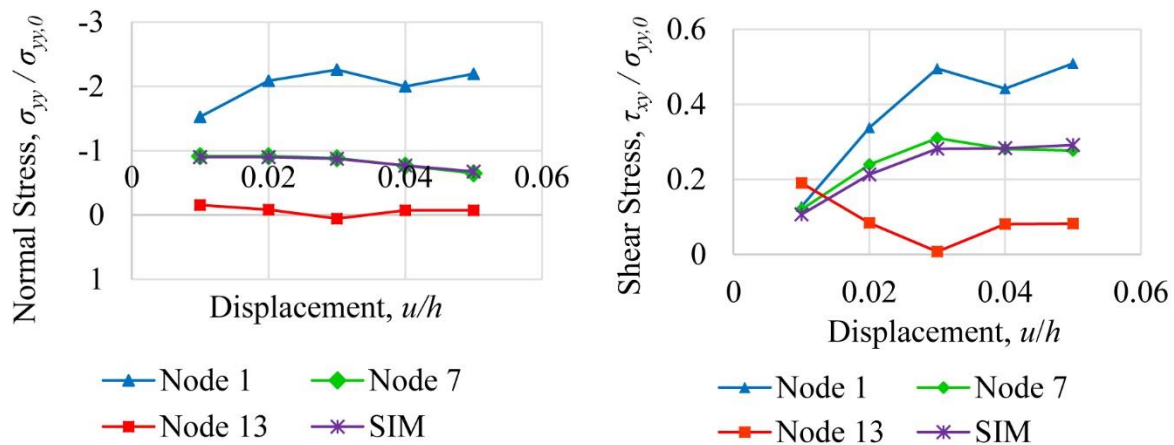 Normal Stress, σyy / σyy,0
-3
-2
-1
0
1
0
0.02
0.04
0.06
Displacement, u/h
Node 1
Node 7
Node 13
SIM
Shear Stress, τxy / σyy,0
0.6
0.4
0.2
0
0
0.02
0.04
0.06
Displacement, u/h
Node 1
Node 7
Node 13
SIM